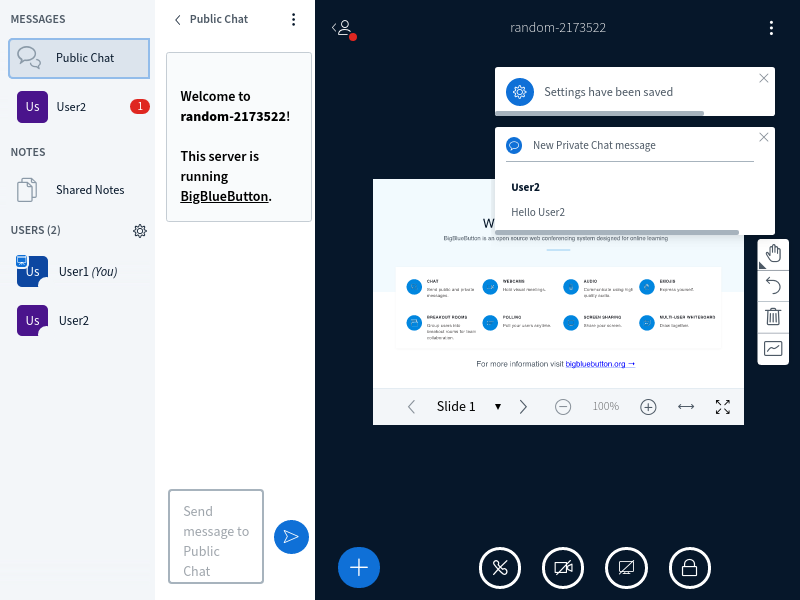 MESSAGES
Public Chat
Us
User2
1
NOTES
Shared Notes
USERS (2)
Us
User1 (You)
Us
User2
Public Chat
Welcome to
random-2173522!
This server is
running
BigBlueButton.
Send
message to
Public
Chat
random-2173522
Settings have been saved
New Private Chat message
User2
Hello User2
W
BigBlueButton is an open source web conferencing system designed for online learning
CHAT
Send public and private
messages.
WEBCAMS
Hold visual meetings.
AUDIO
Communicate using high
quality audio.
EMOJIS
Express yourself.
BREAKOUT ROOMS
Group users into
breakout rooms for team
collaboration.
POLLING
Poll your users anytime.
SCREEN SHARING
Share your screen.
MULTI-USER WHITEBOARD
Draw together.
For more information visit bigbluebutton.org →
Slide 1
100%